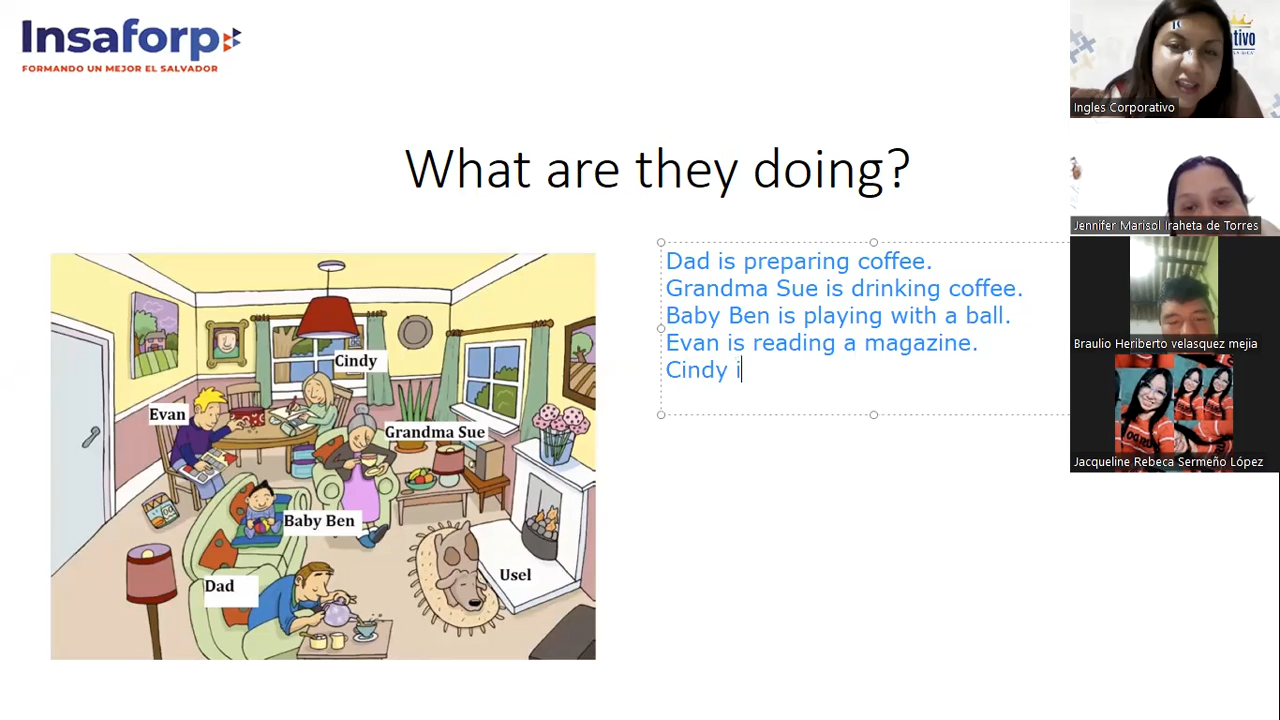 Insaforp
FORMANDO UN MEJOR EL SALVADOR
What are they doing?
Dad is preparing coffee.
Grandma Sue is drinking coffee.
Baby Ben is playing with a ball.
Evan is reading a magazine.
Cindy i
Cindy
Evan
Grandma Sue
Baby Ben
Usel
Dad
Ingles Corporativo
Jennifer Marisol Iraheta de Torres
Braulio Heriberto velasquez mejia
Jacqueline Rebeca Sermeño López